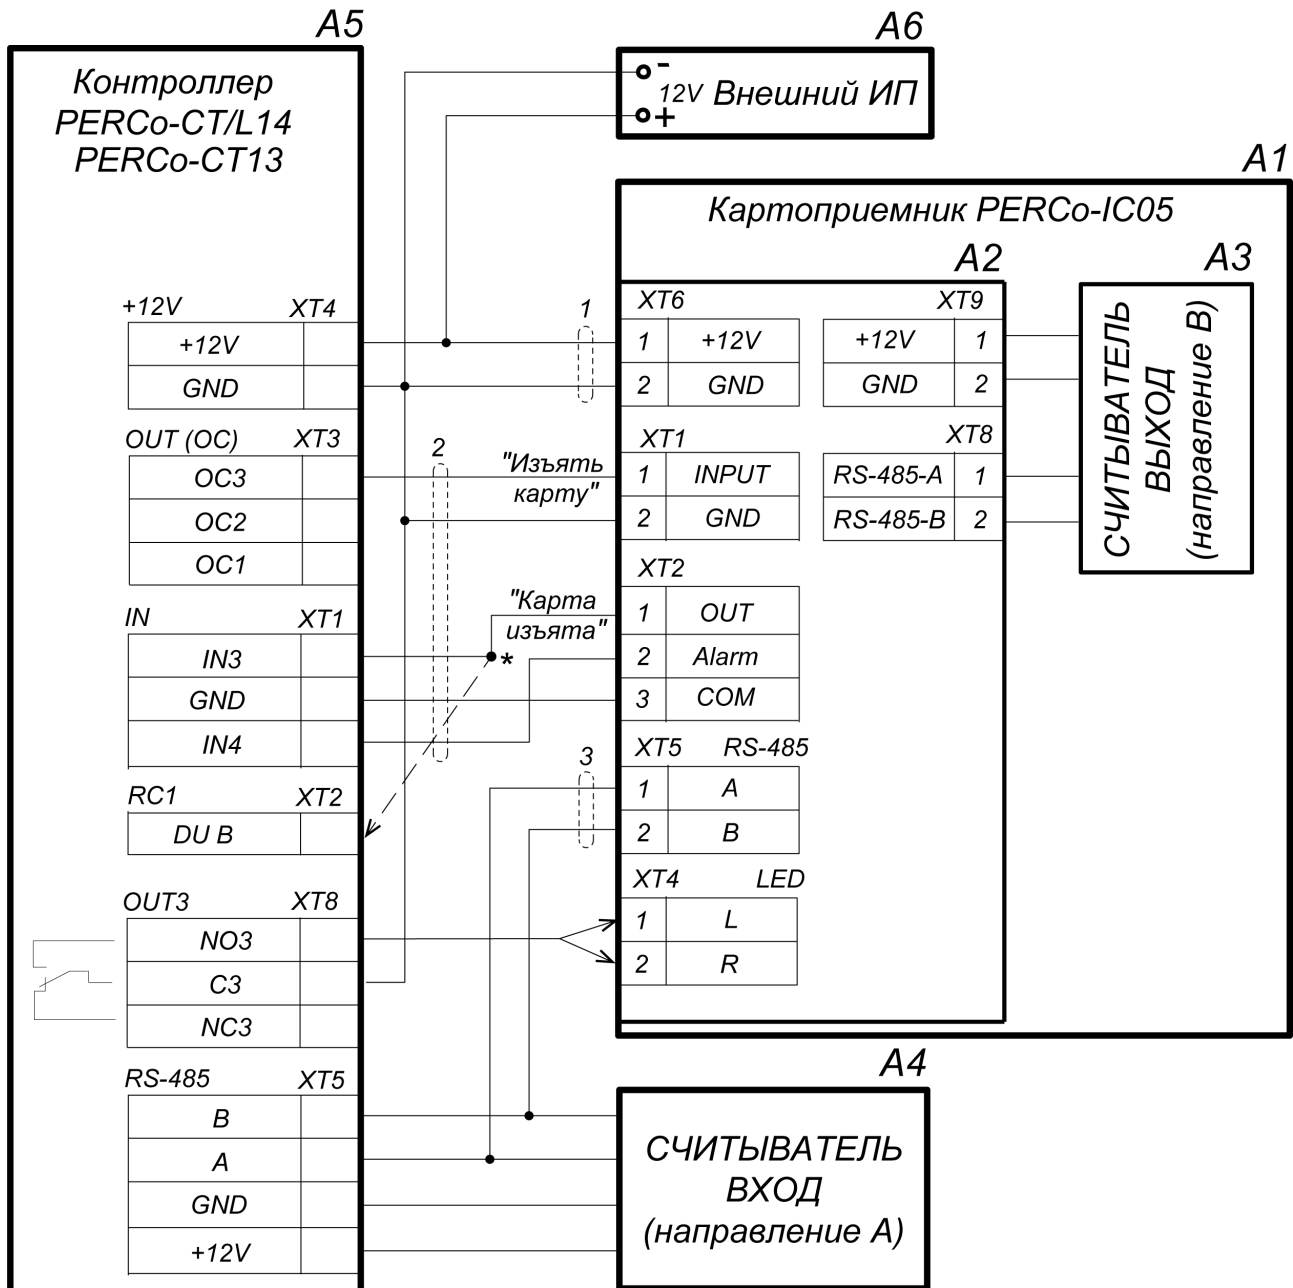 A5
Контроллер
PERCo-CT/L14
PERCo-CT13
+12V XT4
+12V
GND
OUT (OC) XT3
OC3
OC2
OC1
IN XT1
IN3
GND
IN4
RC1 XT2
DU B
OUT3 XT8
NO3
C3
NC3
RS-485 XT5
B
A
GND
+12V
1
2
"Изъять
карту"
"Карта
изъята"
*
3
A6
-
12V Внешний ИП
+
A1
Картоприемник PERCo-IC05
A2
XT6
1 +12V
2 GND
XT1
1 INPUT
2 GND
XT2
1 OUT
2 Alarm
3 COM
XT5 RS-485
1 A
2 B
XT4 LED
1 L
2 R
XT9
+12V 1
GND 2
XT8
RS-485-A 1
RS-485-B 2
A3
СЧИТЫВАТЕЛЬ
ВЫХОД
(направление B)
A4
СЧИТЫВАТЕЛЬ
ВХОД
(направление A)